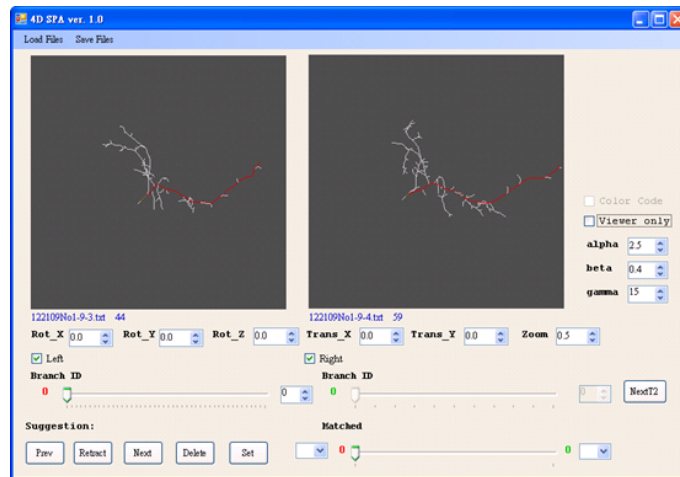 4D SPA ver. 1.0
Load Files Save Files
Color Code
Viewer only
alpha 2.5
beta 0.4
gamma 15
122109No1-9-3.txt 44 122109No1-9-4.txt 59
Rot_X 0.0 Rot_Y 0.0 Rot_Z 0.0 Trans_X 0.0 Trans_Y 0.0 Zoom 0.5
Left Right
Branch ID Branch ID
0 0 0 0 NextT2
Suggestion: Matched
Prev Retract Next Delete Set 0 0